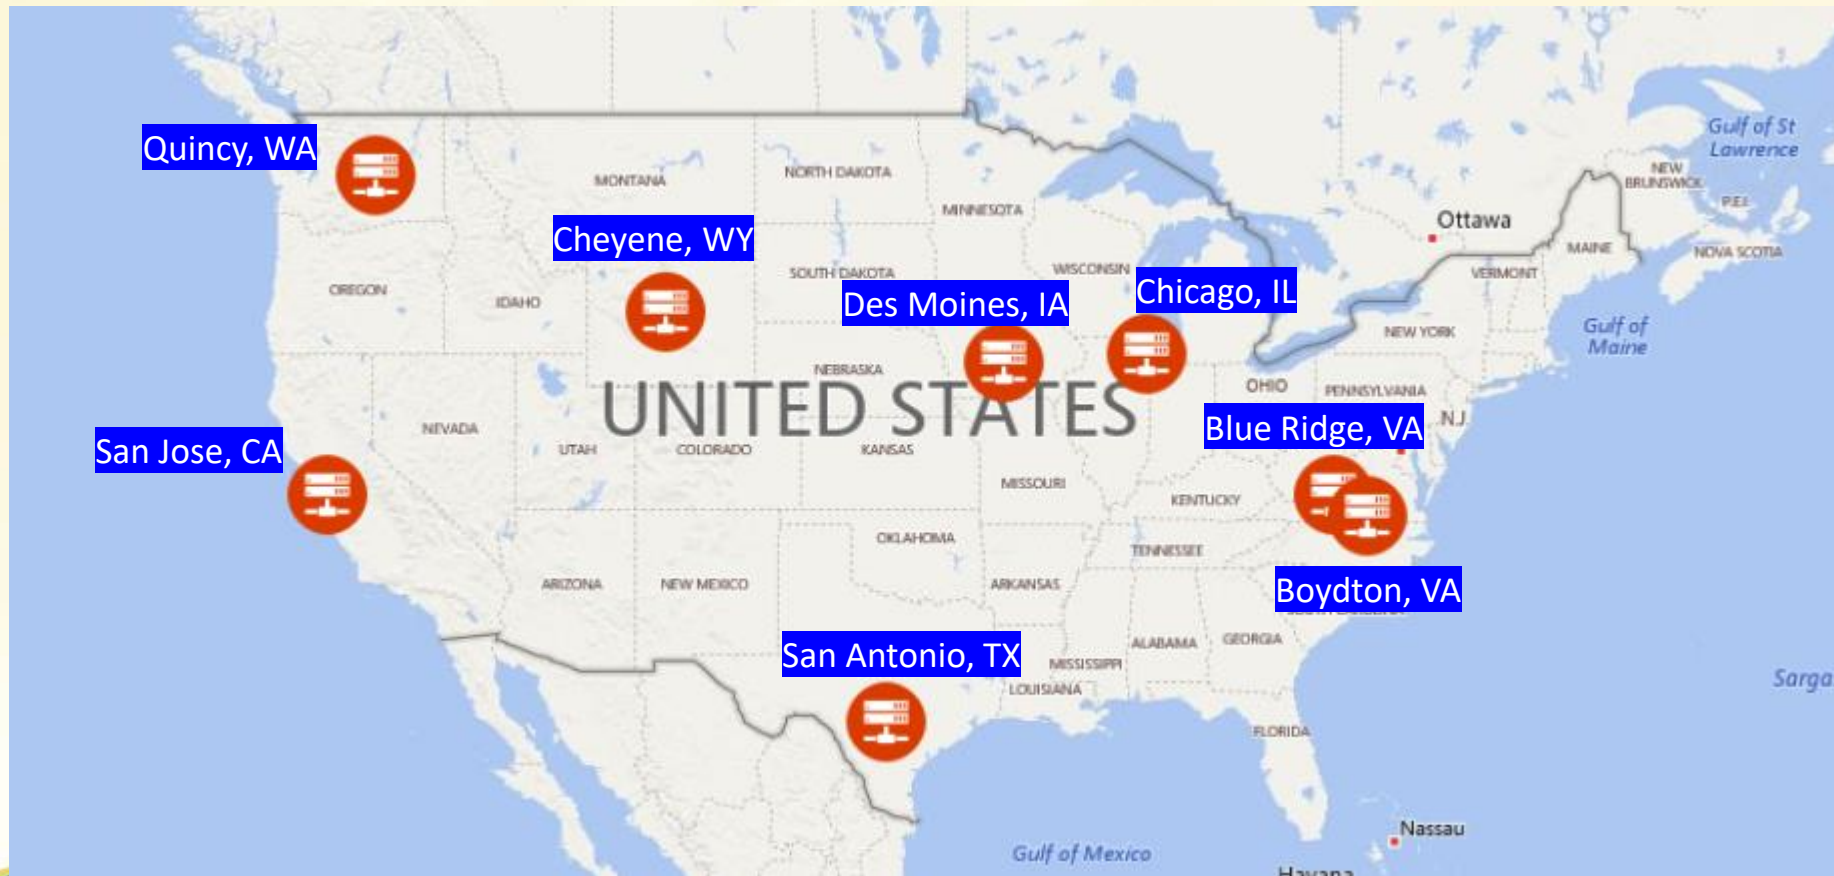 Gulf of St
Lawrence
Quincy, WA
NEW
BRUNSWICK
MONTANA
NORTH DAKOTA
P.E.I.
MINNESOTA
Ottawa
Cheyene, WY
MAINE
NOVA SCOTIA
SOUTH DAKOTA
WISCONSIN
VERMONT
OREGON
IDAHO
Des Moines, IA
Chicago, IL
Gulf of
Maine
NEW YORK
NEBRASKA
OHIO
PENNSYLVANIA
UNITED STATES
NJ
Blue Ridge, VA
NEVADA
San Jose, CA
UTAH
COLORADO
KANSAS
MISSOURI
KENTUCKY
OKLAHOMA
TENNESSEE
ARIZONA
NEW MEXICO
ARKANSAS
Boydton, VA
San Antonio, TX
ALABAMA
GEORGIA
MISSISSIPPI
LOUISIANA
Sarga
FLORIDA
Nassau
Gulf of Mexico
Havana